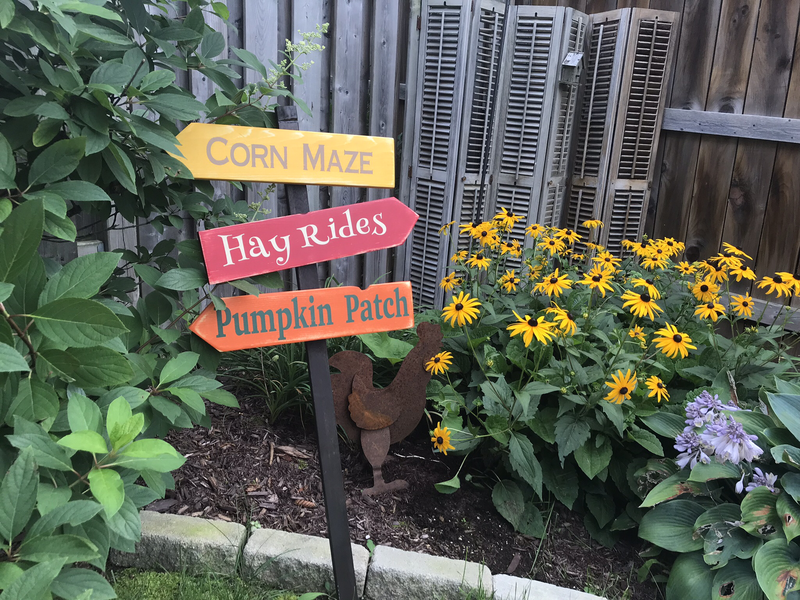 CORN MAZE
Hay Rides
Pumpkin Patch